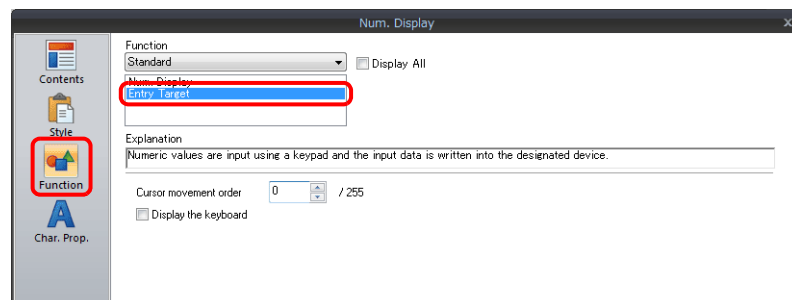 Num. Display
Contents
Style
Function
Char. Prop.
Function
Standard
Display All
Num. Display
Entry Target
Explanation
Numeric values are input using a keypad and the input data is written into the designated device.
Cursor movement order 0 / 255
Display the keyboard